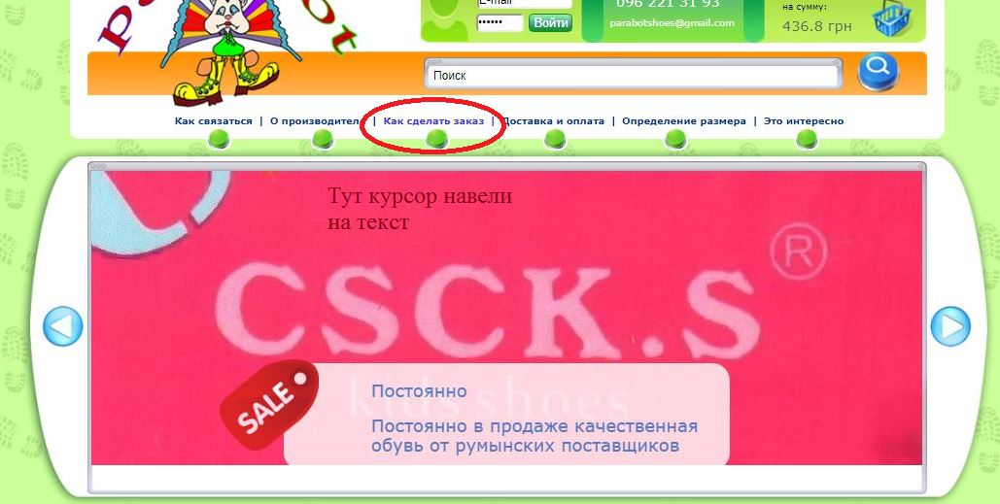 E-mail
••••••
Войти
096 221 31 93
parabotshoes@gmail.com
на сумму:
436.8 грн
Поиск
Как связаться | О производител | Как сделать заказ | Доставка и оплата | Определение размера | Это интересно
Тут курсор навели
на текст
CSCK.S ®
kids shoes
SALE
Постоянно
Постоянно в продаже качественная
обувь от румынских поставщиков